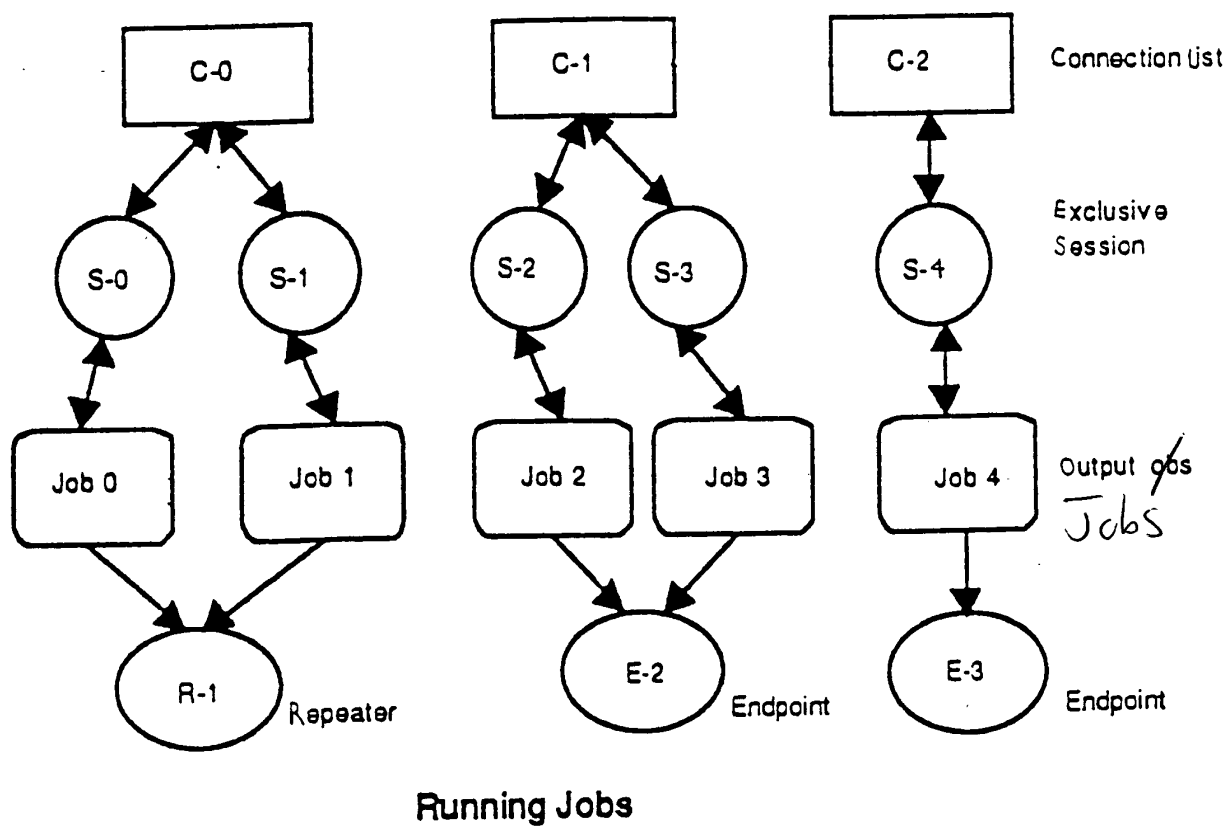 C-0
C-1
C-2
Connection List
S-0
S-1
S-2
S-3
S-4
Exclusive
Session
Job 0
Job 1
Job 2
Job 3
Job 4
Output obs
Jobs
R-1
Repeater
E-2
Endpoint
E-3
Endpoint
Running Jobs